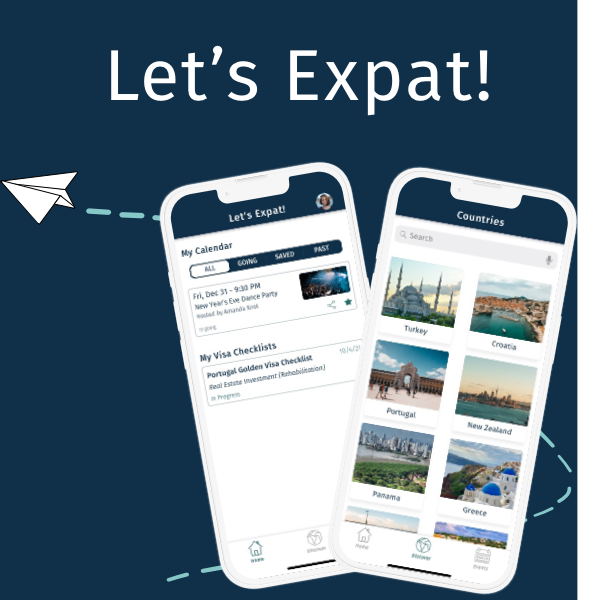 Let's Expat!
Let's Expat!
My Calendar
ALL GOING SAVED PAST
Fri, Dec 31 - 9:30 PM
New Year's Eve Dance Party
Hosted by Amanda Knol
going
My Visa Checklists
Portugal Golden Visa Checklist
10/4/21
Real Estate Investment (Rehabilitation)
In Progress
Home
Discover
Countries
Search
Turkey
Croatia
Portugal
New Zealand
Panama
Greece
Home
Discover
Events